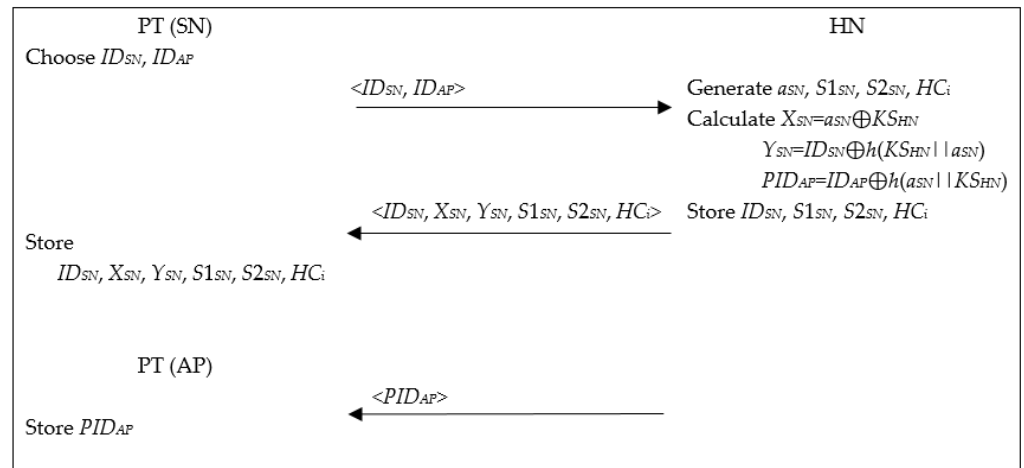 PT (SN) HN
Choose IDSN, IDAP
<IDSN, IDAP> Generate aSN, S1SN, S2SN, HCi
Calculate XSN=aSN⊕KSHN
YSN=IDSN⊕h(KSHN||aSN)
PIDAP=IDAP⊕h(aSN||KSHN)
<IDSN, XSN, YSN, S1SN, S2SN, HCi> Store IDSN, S1SN, S2SN, HCi
Store
IDSN, XSN, YSN, S1SN, S2SN, HCi
PT (AP)
<PIDAP>
Store PIDAP